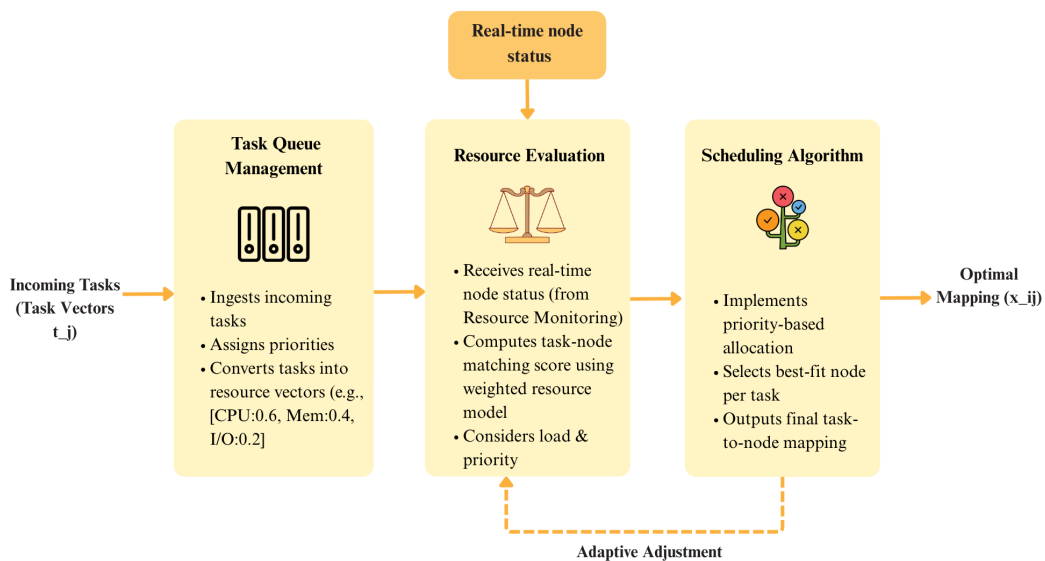 Real-time node
status
Incoming Tasks
(Task Vectors
t_j)
Task Queue
Management
• Ingests incoming
tasks
• Assigns priorities
• Converts tasks into
resource vectors (e.g.,
[CPU:0.6, Mem:0.4,
I/O:0.2]
Resource Evaluation
• Receives real-time
node status (from
Resource Monitoring)
• Computes task-node
matching score using
weighted resource
model
• Considers load &
priority
Scheduling Algorithm
• Implements
priority-based
allocation
• Selects best-fit node
per task
• Outputs final task-
to-node mapping
Optimal
Mapping (x_ij)
Adaptive Adjustment